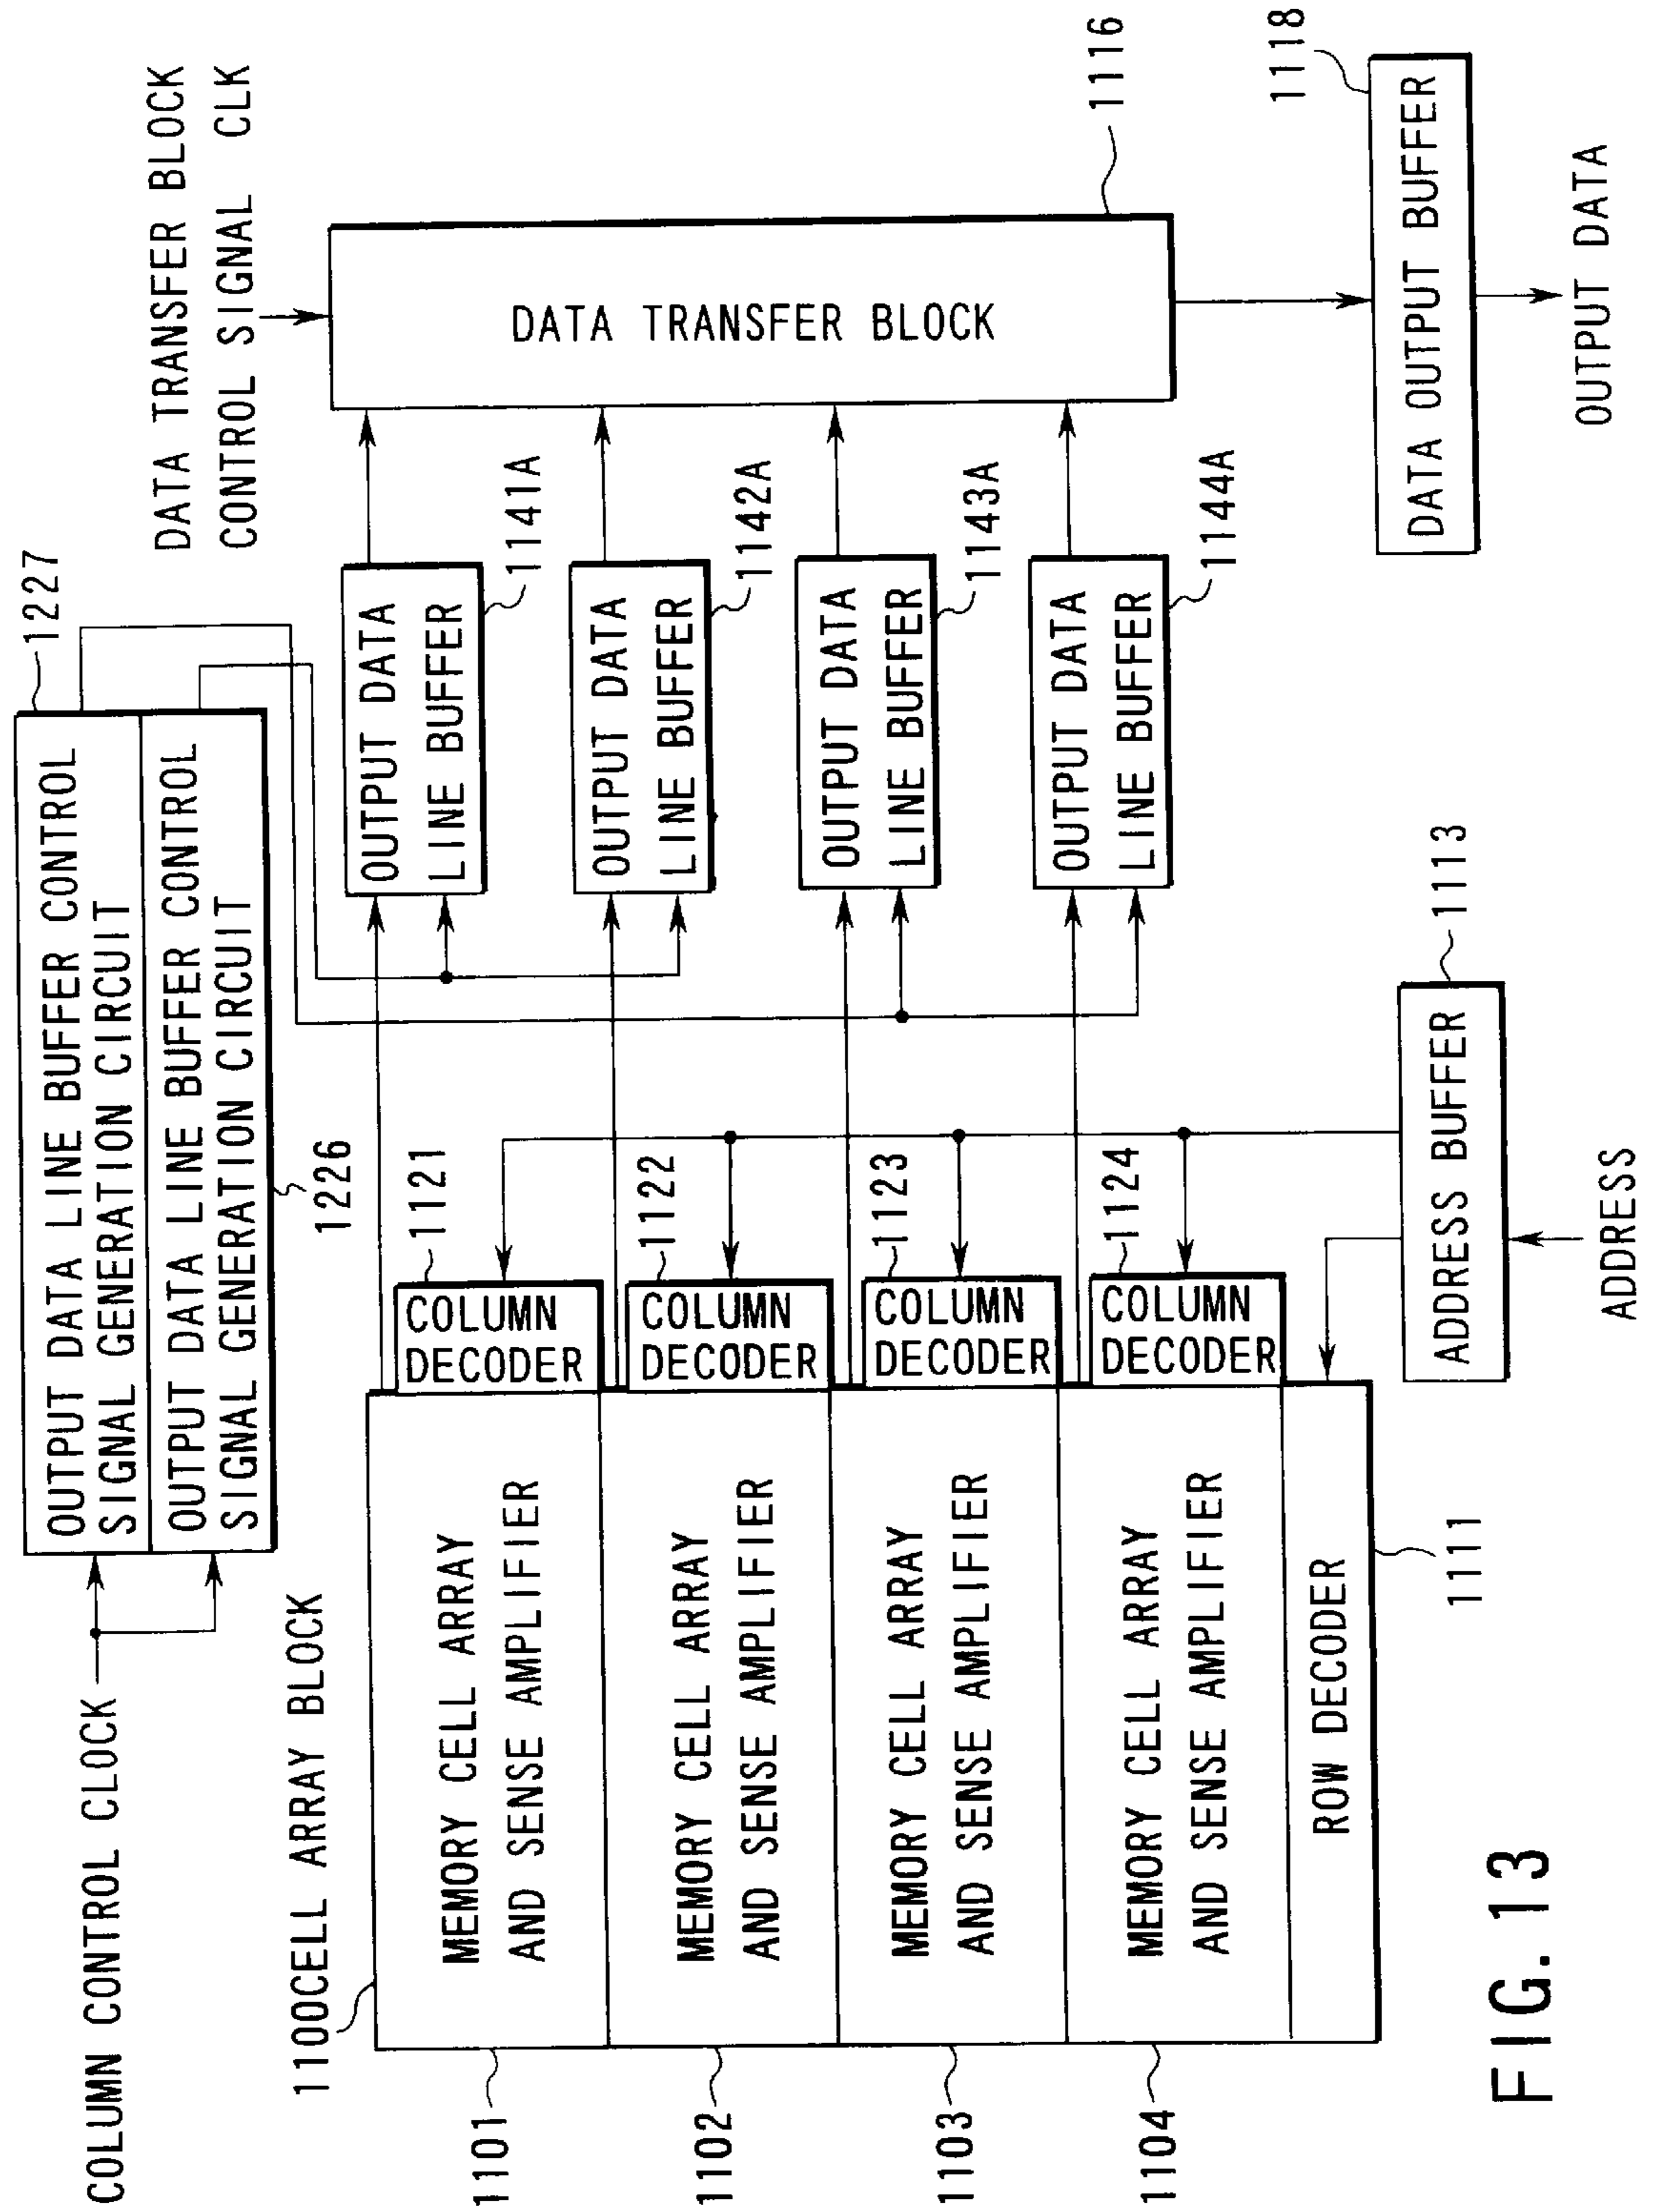 COLUMN CONTROL CLOCK
1227
OUTPUT DATA LINE BUFFER CONTROL
SIGNAL GENERATION CIRCUIT
OUTPUT DATA LINE BUFFER CONTROL
SIGNAL GENERATION CIRCUIT
1226
DATA TRANSFER BLOCK
CONTROL SIGNAL CLK
1100CELL ARRAY BLOCK
1101
MEMORY CELL ARRAY
AND SENSE AMPLIFIER
COLUMN
DECODER
1121
OUTPUT DATA
LINE BUFFER
1141A
1102
MEMORY CELL ARRAY
AND SENSE AMPLIFIER
COLUMN
DECODER
1122
OUTPUT DATA
LINE BUFFER
1142A
1103
MEMORY CELL ARRAY
AND SENSE AMPLIFIER
COLUMN
DECODER
1123
OUTPUT DATA
LINE BUFFER
1143A
1104
MEMORY CELL ARRAY
AND SENSE AMPLIFIER
COLUMN
DECODER
1124
OUTPUT DATA
LINE BUFFER
1144A
DATA TRANSFER BLOCK
1116
ROW DECODER
1111
ADDRESS BUFFER
1113
ADDRESS
DATA OUTPUT BUFFER
1118
OUTPUT DATA
FIG. 13